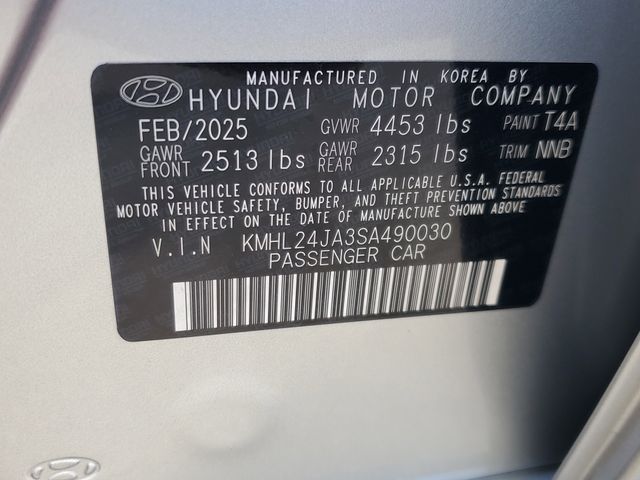 MANUFACTURED IN KOREA BY
HYUNDAI MOTOR COMPANY
FEB/2025 GVWR 4453 lbs PAINT T4A
GAWR FRONT 2513 lbs GAWR REAR 2315 lbs TRIM NNB
THIS VEHICLE CONFORMS TO ALL APPLICABLE U.S.A. FEDERAL
MOTOR VEHICLE SAFETY, BUMPER, AND THEFT PREVENTION STANDARDS
IN EFFECT ON THE DATE OF MANUFACTURE SHOWN ABOVE
V.I.N KMHL24JA3SA490030
PASSENGER CAR